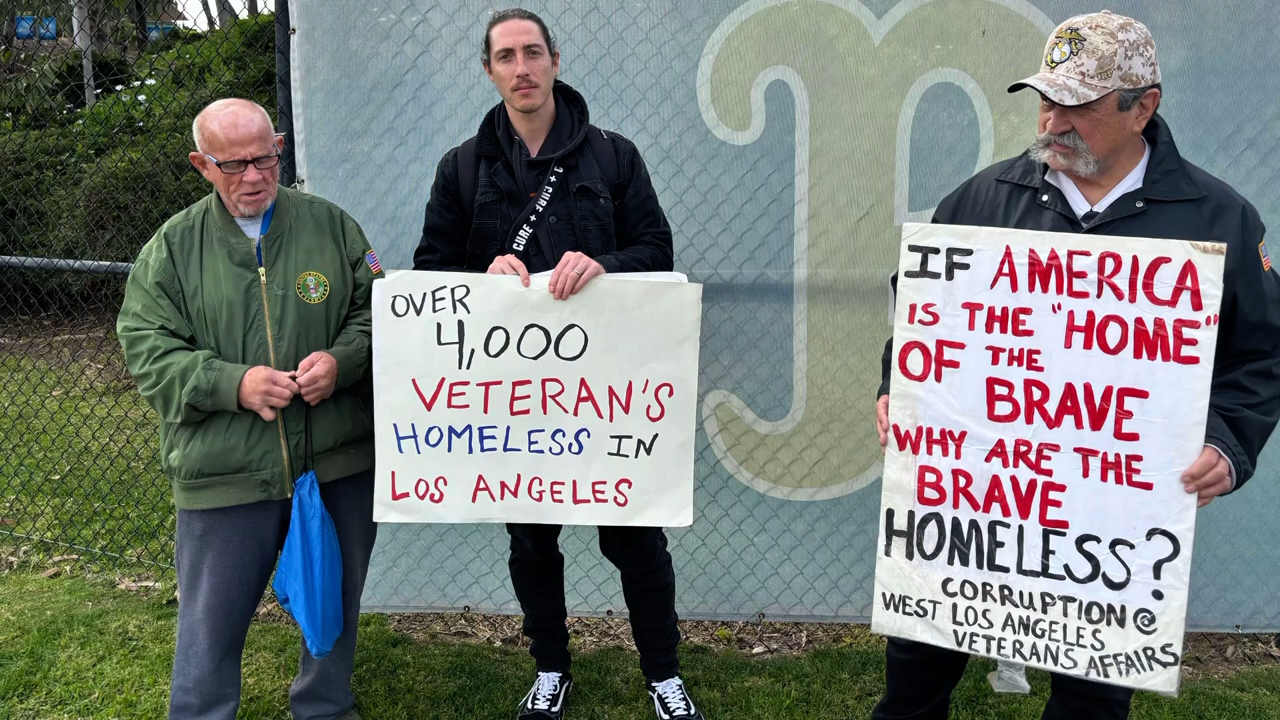 OVER
4,000
VETERAN'S
HOMELESS IN
LOS ANGELES
CURE + CURE + C
IF AMERICA
IS THE "HOME"
OF THE
BRAVE
WHY ARE THE
BRAVE
HOMELESS?
CORRUPTION @
WEST LOS ANGELES
VETERANS AFFAIRS